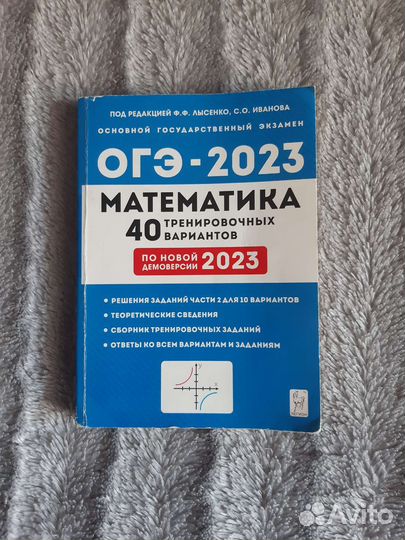 ПОД РЕДАКЦИЕЙ Ф.Ф. ЛЫСЕНКО, С.О. ИВАНОВА
ОСНОВНОЙ ГОСУДАРСТВЕННЫЙ ЭКЗАМЕН
ОГЭ - 2023
МАТЕМАТИКА
40 ТРЕНИРОВОЧНЫХ
ВАРИАНТОВ
ПО НОВОЙ
ДЕМОВЕРСИИ 2023
• РЕШЕНИЯ ЗАДАНИЙ ЧАСТИ 2 ДЛЯ 10 ВАРИАНТОВ
• ТЕОРЕТИЧЕСКИЕ СВЕДЕНИЯ
• СБОРНИК ТРЕНИРОВОЧНЫХ ЗАДАНИЙ
• ОТВЕТЫ КО ВСЕМ ВАРИАНТАМ И ЗАДАНИЯМ
y
x
Avito